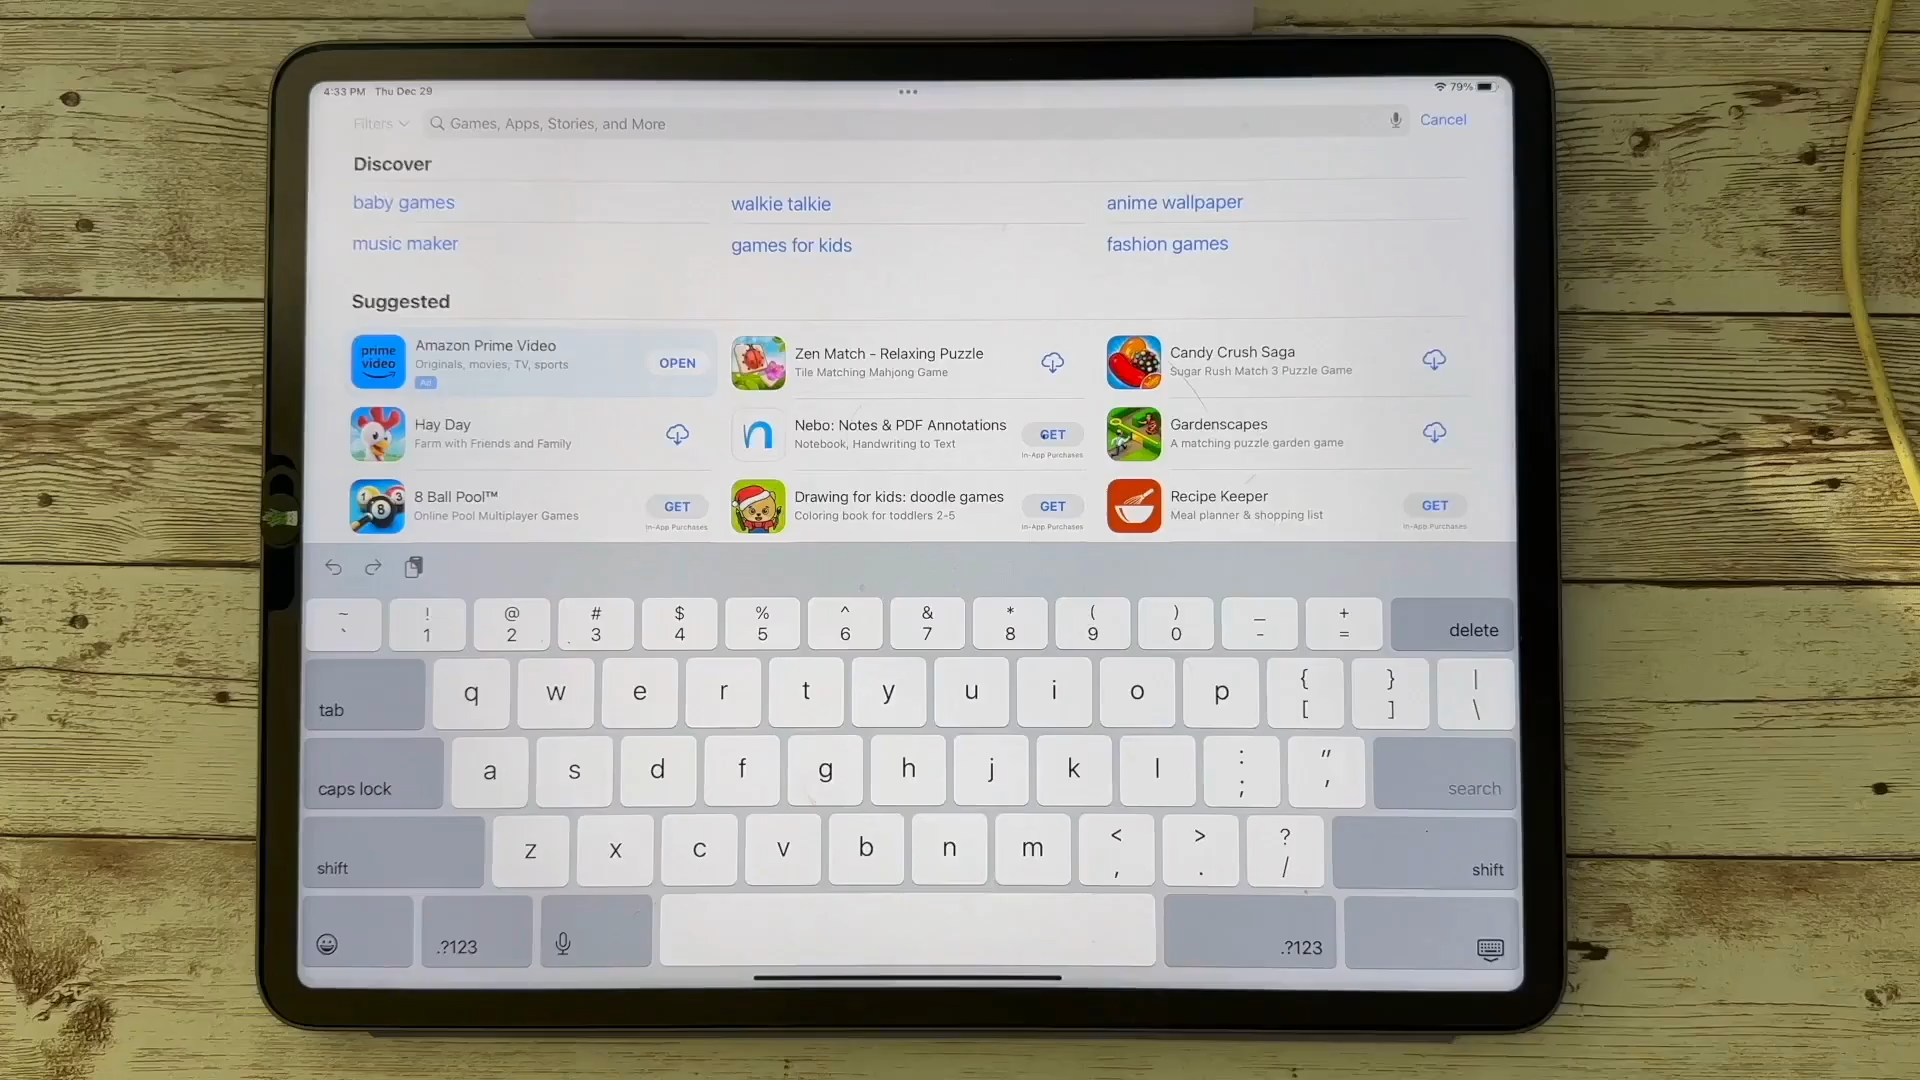 4:33 PM Thu Dec 29
79%
Filters
Games, Apps, Stories, and More
Cancel
Discover
baby games
walkie talkie
anime wallpaper
music maker
games for kids
fashion games
Suggested
prime video
Amazon Prime Video
Originals, movies, TV, sports
Ad
OPEN
Zen Match - Relaxing Puzzle
Tile Matching Mahjong Game
Candy Crush Saga
Sugar Rush Match 3 Puzzle Game
Hay Day
Farm with Friends and Family
n
Nebo: Notes & PDF Annotations
Notebook, Handwriting to Text
GET
In-App Purchases
Gardenscapes
A matching puzzle garden game
1 3
8
8 Ball Pool™
Online Pool Multiplayer Games
GET
In-App Purchases
Drawing for kids: doodle games
Coloring book for toddlers 2-5
GET
In-App Purchases
Recipe Keeper
Meal planner & shopping list
GET
In-App Purchases
~ ! @ # $ % ^ & * ( ) _ +
` 1 2 3 4 5 6 7 8 9 0 - = delete
tab q w e r t y u i o p { [ } ] | \
caps lock a s d f g h j k l : ; " ' search
shift z x c v b n m < , > . ? / shift
.?123 .?123